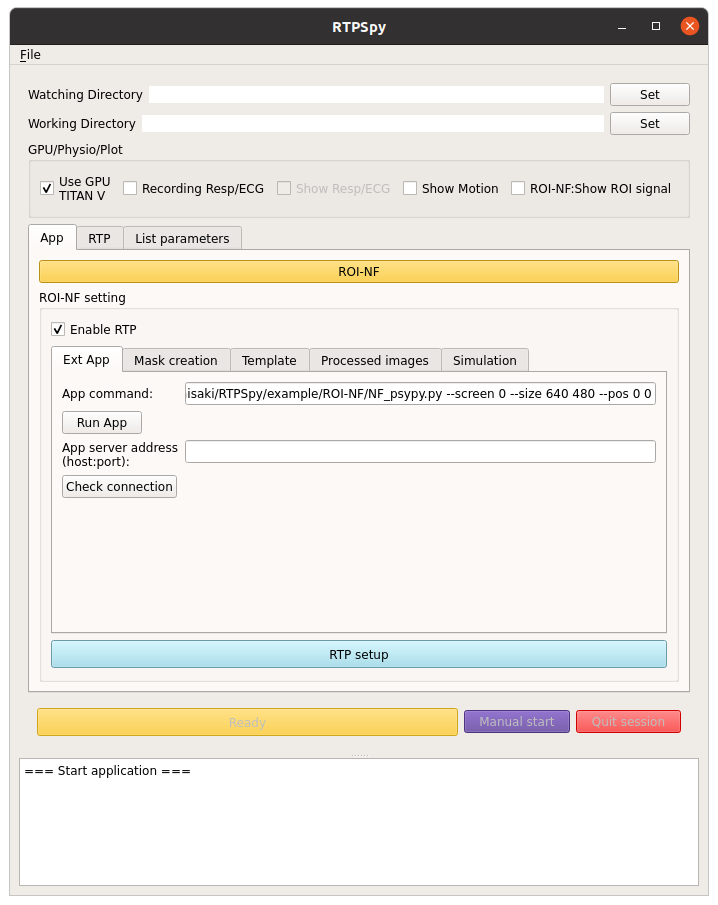 RTPSpy
File
Watching Directory Set
Working Directory Set
GPU/Physio/Plot
Use GPU
TITAN V
Recording Resp/ECG Show Resp/ECG Show Motion ROI-NF:Show ROI signal
App RTP List parameters
ROI-NF
ROI-NF setting
Enable RTP
Ext App Mask creation Template Processed images Simulation
App command: isaki/RTPSpy/example/ROI-NF/NF_psypy.py --screen 0 --size 640 480 --pos 0 0
Run App
App server address
(host:port):
Check connection
RTP setup
Ready Manual start Quit session
=== Start application ===